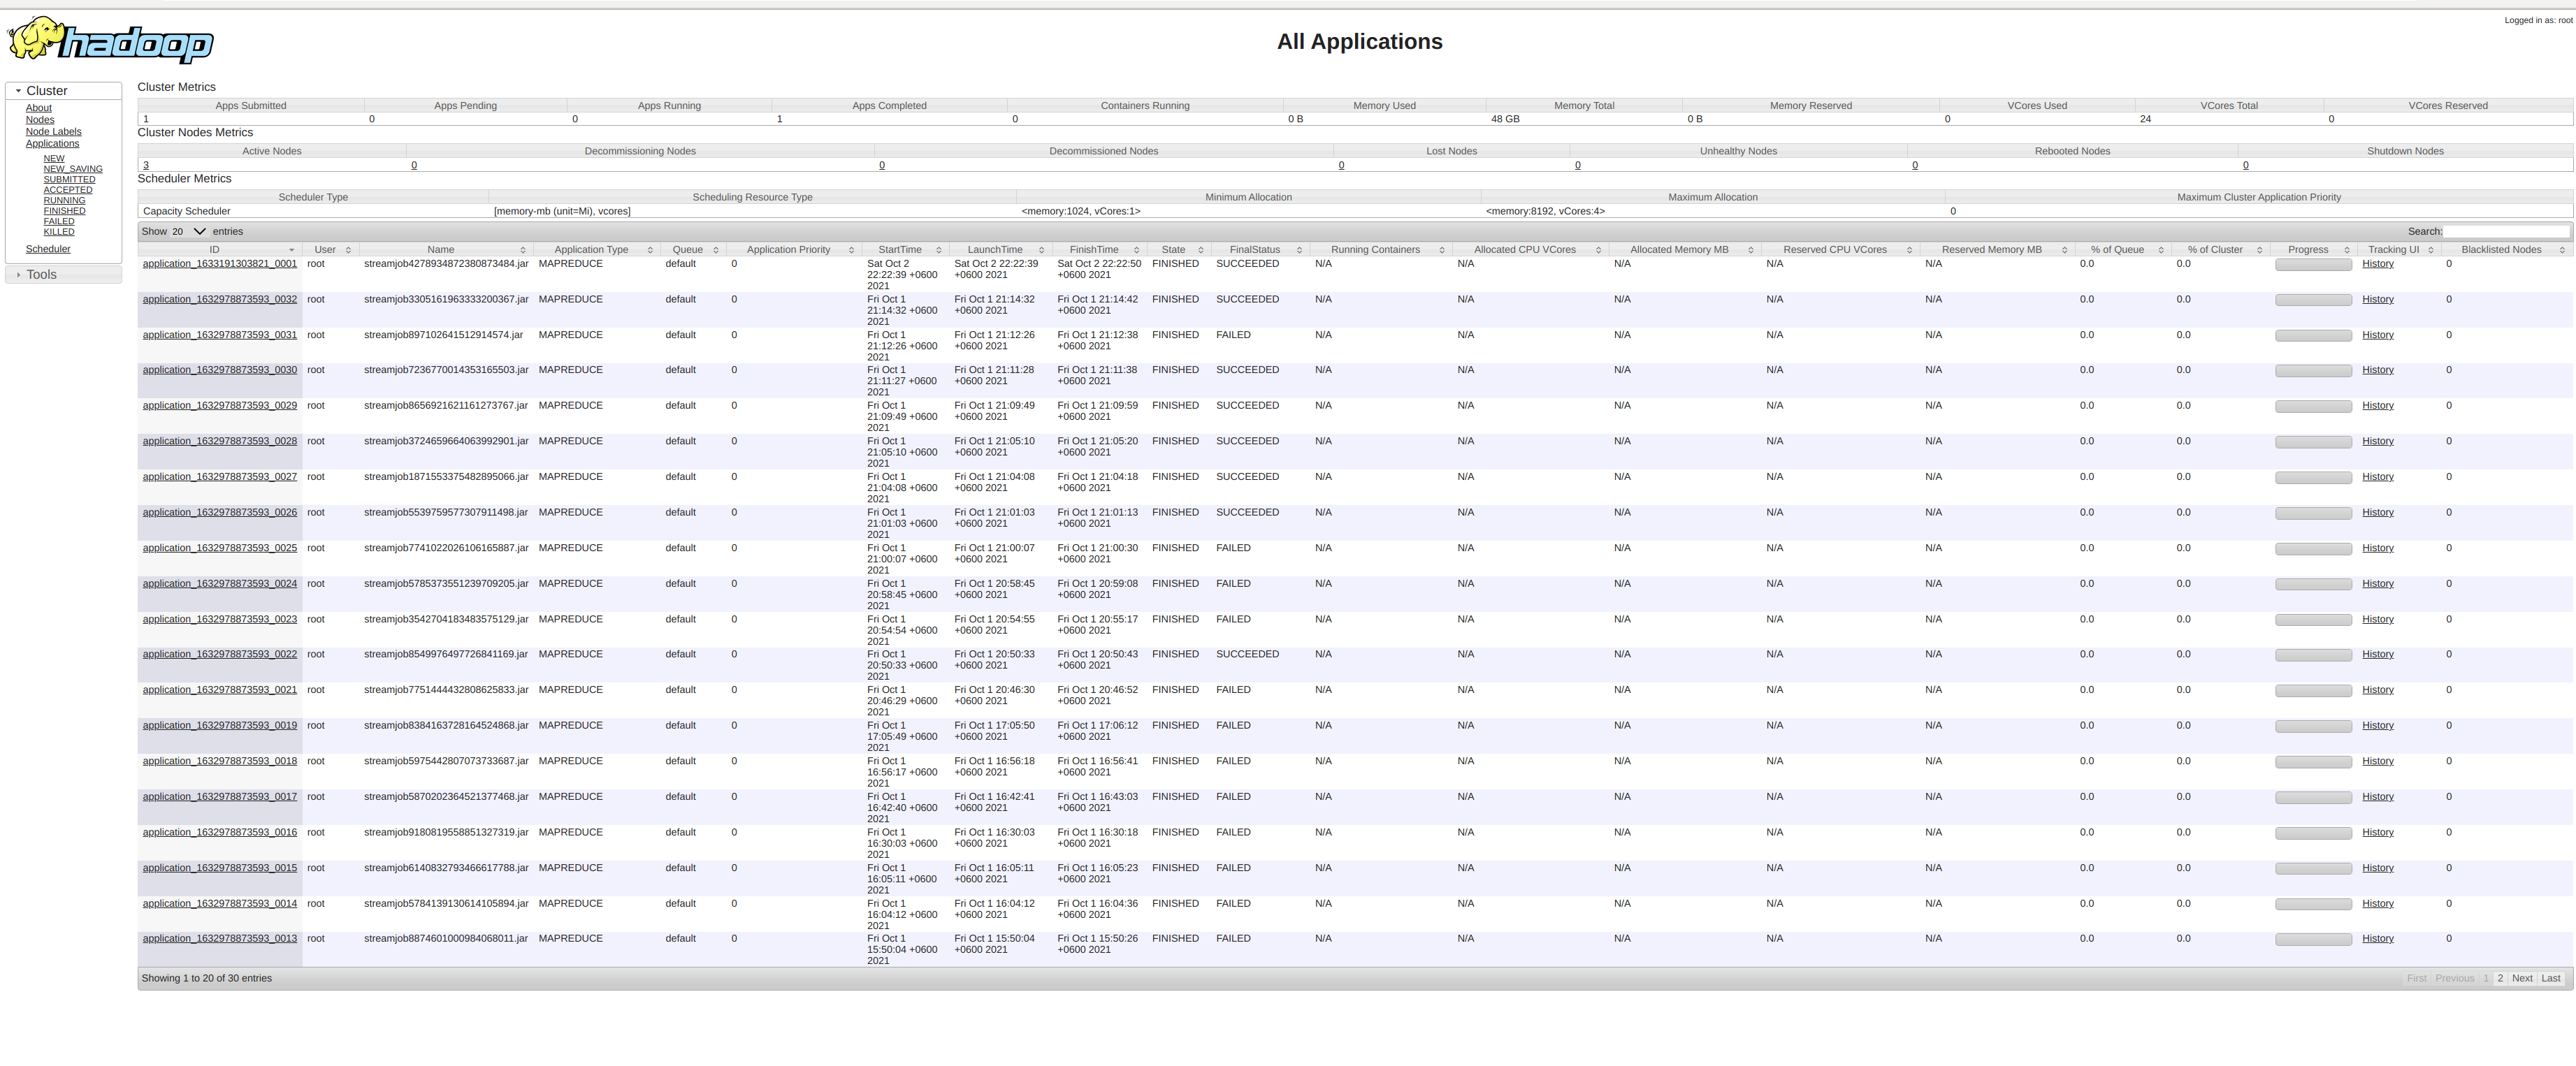 Logged in as: root
hadoop
All Applications
Cluster
About
Nodes
Node Labels
Applications
NEW
NEW_SAVING
SUBMITTED
ACCEPTED
RUNNING
FINISHED
FAILED
KILLED
Scheduler
Tools
Cluster Metrics
Apps Submitted Apps Pending Apps Running Apps Completed Containers Running Memory Used Memory Total Memory Reserved VCores Used VCores Total VCores Reserved
1 0 0 1 0 0 B 48 GB 0 B 0 24 0
Cluster Nodes Metrics
Active Nodes Decommissioning Nodes Decommissioned Nodes Lost Nodes Unhealthy Nodes Rebooted Nodes Shutdown Nodes
3 0 0 0 0 0 0
Scheduler Metrics
Scheduler Type Scheduling Resource Type Minimum Allocation Maximum Allocation Maximum Cluster Application Priority
Capacity Scheduler [memory-mb (unit=Mi), vcores] <memory:1024, vCores:1> <memory:8192, vCores:4> 0
Show 20 entries Search:
ID User Name Application Type Queue Application Priority StartTime LaunchTime FinishTime State FinalStatus Running Containers Allocated CPU VCores Allocated Memory MB Reserved CPU VCores Reserved Memory MB % of Queue % of Cluster Progress Tracking UI Blacklisted Nodes
application_1633191303821_0001 root streamjob4278934872380873484.jar MAPREDUCE default 0 Sat Oct 2 Sat Oct 2 22:22:39 Sat Oct 2 22:22:50 FINISHED SUCCEEDED N/A N/A N/A N/A N/A 0.0 0.0 History 0
22:22:39 +0600 +0600 2021 +0600 2021
2021
application_1632978873593_0032 root streamjob3305161963333200367.jar MAPREDUCE default 0 Fri Oct 1 Fri Oct 1 21:14:32 Fri Oct 1 21:14:42 FINISHED SUCCEEDED N/A N/A N/A N/A N/A 0.0 0.0 History 0
21:14:32 +0600 +0600 2021 +0600 2021
2021
application_1632978873593_0031 root streamjob897102641512914574.jar MAPREDUCE default 0 Fri Oct 1 Fri Oct 1 21:12:26 Fri Oct 1 21:12:38 FINISHED FAILED N/A N/A N/A N/A N/A 0.0 0.0 History 0
21:12:26 +0600 +0600 2021 +0600 2021
2021
application_1632978873593_0030 root streamjob7236770014353165503.jar MAPREDUCE default 0 Fri Oct 1 Fri Oct 1 21:11:28 Fri Oct 1 21:11:38 FINISHED SUCCEEDED N/A N/A N/A N/A N/A 0.0 0.0 History 0
21:11:27 +0600 +0600 2021 +0600 2021
2021
application_1632978873593_0029 root streamjob8656921621161273767.jar MAPREDUCE default 0 Fri Oct 1 Fri Oct 1 21:09:49 Fri Oct 1 21:09:59 FINISHED SUCCEEDED N/A N/A N/A N/A N/A 0.0 0.0 History 0
21:09:49 +0600 +0600 2021 +0600 2021
2021
application_1632978873593_0028 root streamjob3724659664063992901.jar MAPREDUCE default 0 Fri Oct 1 Fri Oct 1 21:05:10 Fri Oct 1 21:05:20 FINISHED SUCCEEDED N/A N/A N/A N/A N/A 0.0 0.0 History 0
21:05:10 +0600 +0600 2021 +0600 2021
2021
application_1632978873593_0027 root streamjob1871553375482895066.jar MAPREDUCE default 0 Fri Oct 1 Fri Oct 1 21:04:08 Fri Oct 1 21:04:18 FINISHED SUCCEEDED N/A N/A N/A N/A N/A 0.0 0.0 History 0
21:04:08 +0600 +0600 2021 +0600 2021
2021
application_1632978873593_0026 root streamjob5539759577307911498.jar MAPREDUCE default 0 Fri Oct 1 Fri Oct 1 21:01:03 Fri Oct 1 21:01:13 FINISHED SUCCEEDED N/A N/A N/A N/A N/A 0.0 0.0 History 0
21:01:03 +0600 +0600 2021 +0600 2021
2021
application_1632978873593_0025 root streamjob7741022026106165887.jar MAPREDUCE default 0 Fri Oct 1 Fri Oct 1 21:00:07 Fri Oct 1 21:00:30 FINISHED FAILED N/A N/A N/A N/A N/A 0.0 0.0 History 0
21:00:07 +0600 +0600 2021 +0600 2021
2021
application_1632978873593_0024 root streamjob5785373551239709205.jar MAPREDUCE default 0 Fri Oct 1 Fri Oct 1 20:58:45 Fri Oct 1 20:59:08 FINISHED FAILED N/A N/A N/A N/A N/A 0.0 0.0 History 0
20:58:45 +0600 +0600 2021 +0600 2021
2021
application_1632978873593_0023 root streamjob3542704183483575129.jar MAPREDUCE default 0 Fri Oct 1 Fri Oct 1 20:54:55 Fri Oct 1 20:55:17 FINISHED FAILED N/A N/A N/A N/A N/A 0.0 0.0 History 0
20:54:54 +0600 +0600 2021 +0600 2021
2021
application_1632978873593_0022 root streamjob8549976497726841169.jar MAPREDUCE default 0 Fri Oct 1 Fri Oct 1 20:50:33 Fri Oct 1 20:50:43 FINISHED SUCCEEDED N/A N/A N/A N/A N/A 0.0 0.0 History 0
20:50:33 +0600 +0600 2021 +0600 2021
2021
application_1632978873593_0021 root streamjob7751444432808625833.jar MAPREDUCE default 0 Fri Oct 1 Fri Oct 1 20:46:30 Fri Oct 1 20:46:52 FINISHED FAILED N/A N/A N/A N/A N/A 0.0 0.0 History 0
20:46:29 +0600 +0600 2021 +0600 2021
2021
application_1632978873593_0019 root streamjob8384163728164524868.jar MAPREDUCE default 0 Fri Oct 1 Fri Oct 1 17:05:50 Fri Oct 1 17:06:12 FINISHED FAILED N/A N/A N/A N/A N/A 0.0 0.0 History 0
17:05:49 +0600 +0600 2021 +0600 2021
2021
application_1632978873593_0018 root streamjob5975442807073733687.jar MAPREDUCE default 0 Fri Oct 1 Fri Oct 1 16:56:18 Fri Oct 1 16:56:41 FINISHED FAILED N/A N/A N/A N/A N/A 0.0 0.0 History 0
16:56:17 +0600 +0600 2021 +0600 2021
2021
application_1632978873593_0017 root streamjob5870202364521377468.jar MAPREDUCE default 0 Fri Oct 1 Fri Oct 1 16:42:41 Fri Oct 1 16:43:03 FINISHED FAILED N/A N/A N/A N/A N/A 0.0 0.0 History 0
16:42:40 +0600 +0600 2021 +0600 2021
2021
application_1632978873593_0016 root streamjob9180819558851327319.jar MAPREDUCE default 0 Fri Oct 1 Fri Oct 1 16:30:03 Fri Oct 1 16:30:18 FINISHED FAILED N/A N/A N/A N/A N/A 0.0 0.0 History 0
16:30:03 +0600 +0600 2021 +0600 2021
2021
application_1632978873593_0015 root streamjob6140832793466617788.jar MAPREDUCE default 0 Fri Oct 1 Fri Oct 1 16:05:11 Fri Oct 1 16:05:23 FINISHED FAILED N/A N/A N/A N/A N/A 0.0 0.0 History 0
16:05:11 +0600 +0600 2021 +0600 2021
2021
application_1632978873593_0014 root streamjob5784139130614105894.jar MAPREDUCE default 0 Fri Oct 1 Fri Oct 1 16:04:12 Fri Oct 1 16:04:36 FINISHED FAILED N/A N/A N/A N/A N/A 0.0 0.0 History 0
16:04:12 +0600 +0600 2021 +0600 2021
2021
application_1632978873593_0013 root streamjob8874601000984068011.jar MAPREDUCE default 0 Fri Oct 1 Fri Oct 1 15:50:04 Fri Oct 1 15:50:26 FINISHED FAILED N/A N/A N/A N/A N/A 0.0 0.0 History 0
15:50:04 +0600 +0600 2021 +0600 2021
2021
Showing 1 to 20 of 30 entries First Previous 1 2 Next Last